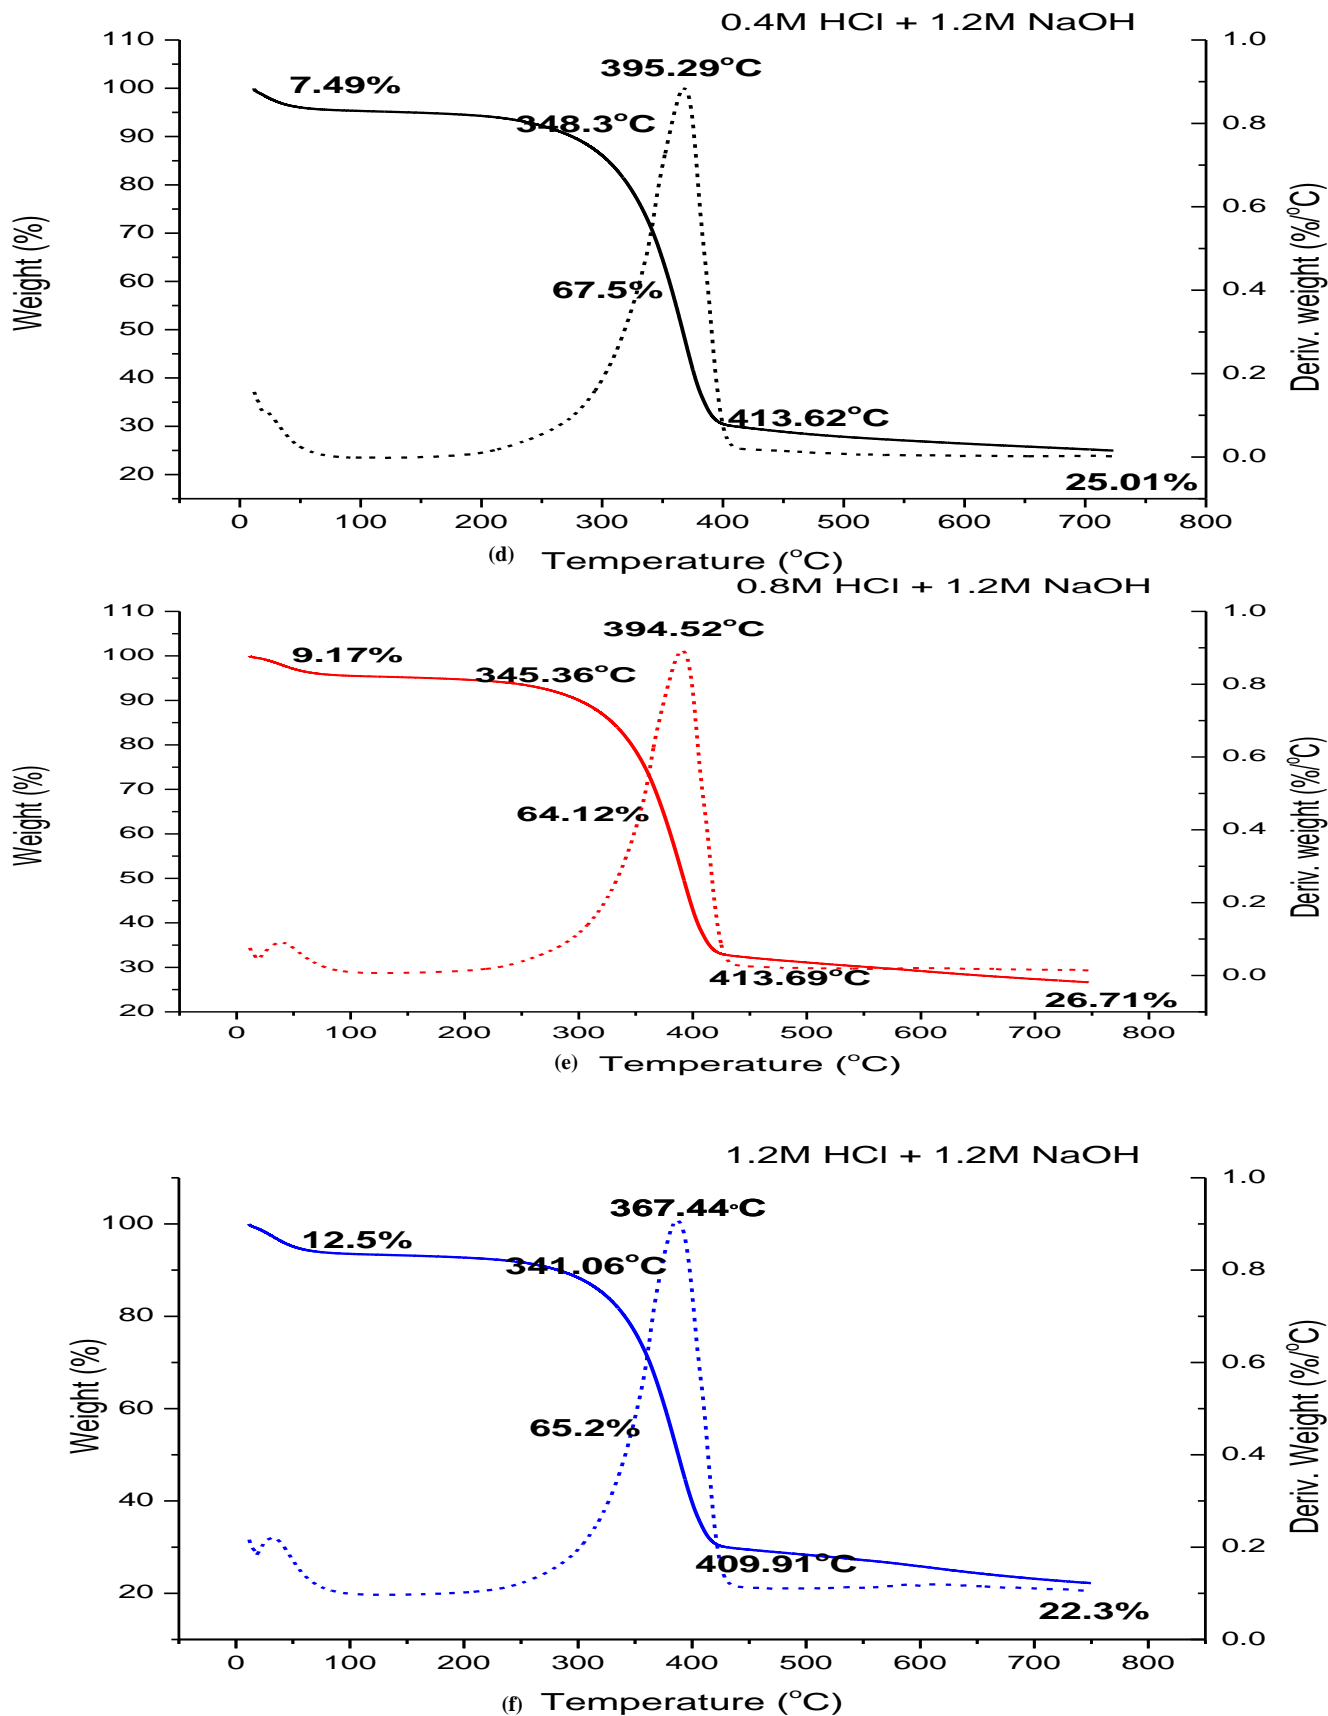 0.4M HCl + 1.2M NaOH
110
100
90
80
70
60
50
40
30
20
1.0
0.8
0.6
0.4
0.2
0.0
Weight (%)
Deriv. weight (%/°C)
7.49%
395.29°C
348.3°C
67.5%
413.62°C
25.01%
0 100 200 300 400 500 600 700 800
(d) Temperature (°C)
0.8M HCl + 1.2M NaOH
110
100
90
80
70
60
50
40
30
20
1.0
0.8
0.6
0.4
0.2
0.0
Weight (%)
Deriv. weight (%/°C)
394.52°C
9.17%
345.36°C
64.12%
413.69°C
26.71%
0 100 200 300 400 500 600 700 800
(e) Temperature (°C)
1.2M HCl + 1.2M NaOH
100
80
60
40
20
1.0
0.8
0.6
0.4
0.2
0.0
Weight (%)
Deriv. Weight (%/°C)
367.44°C
12.5%
341.06°C
65.2%
409.91°C
22.3%
0 100 200 300 400 500 600 700 800
(f) Temperature (°C)